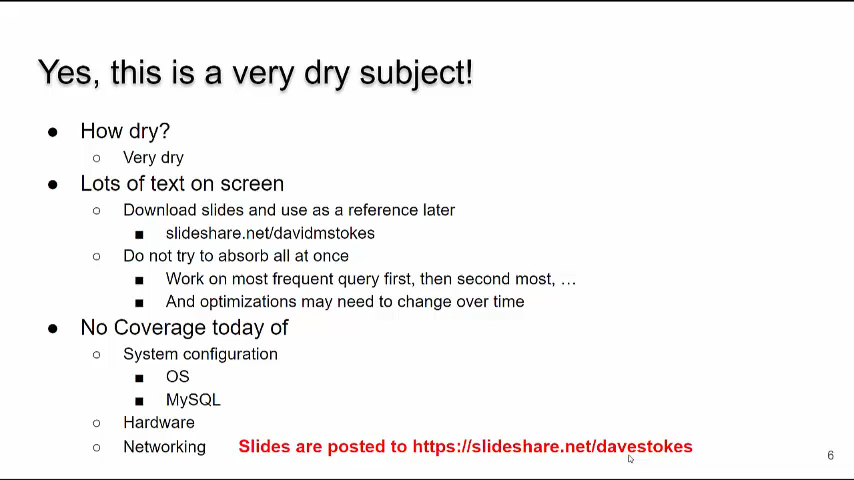 Yes, this is a very dry subject!
● How dry?
○ Very dry
● Lots of text on screen
○ Download slides and use as a reference later
■ slideshare.net/davidmstokes
○ Do not try to absorb all at once
■ Work on most frequent query first, then second most, …
■ And optimizations may need to change over time
● No Coverage today of
○ System configuration
■ OS
■ MySQL
○ Hardware
○ Networking Slides are posted to https://slideshare.net/davestokes
6